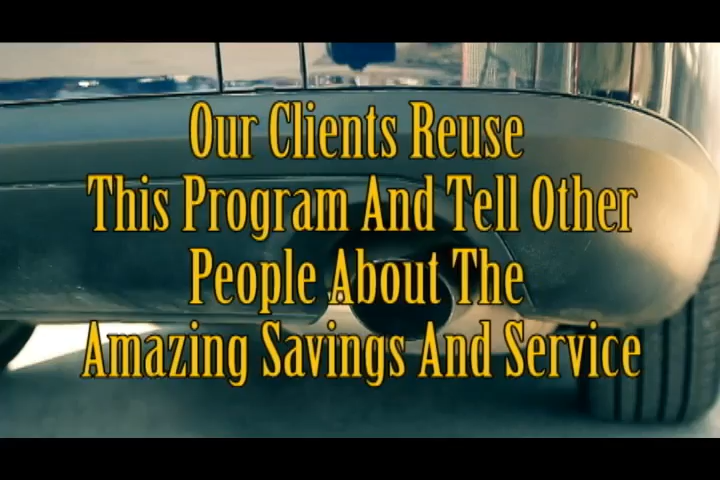 Our Clients Reuse
This Program And Tell Other
People About The
Amazing Savings And Service